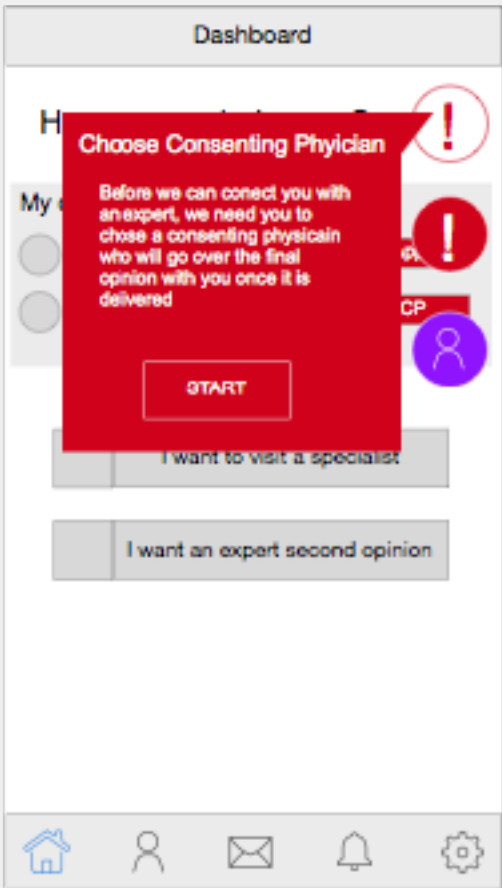 Dashboard
H
Choose Consenting Phyician
Before we can conect you with
an expert, we need you to
chose a consenting physicain
who will go over the final
opinion with you once it is
delivered
My
CP
START
I want to visit a specialist
I want an expert second opinion